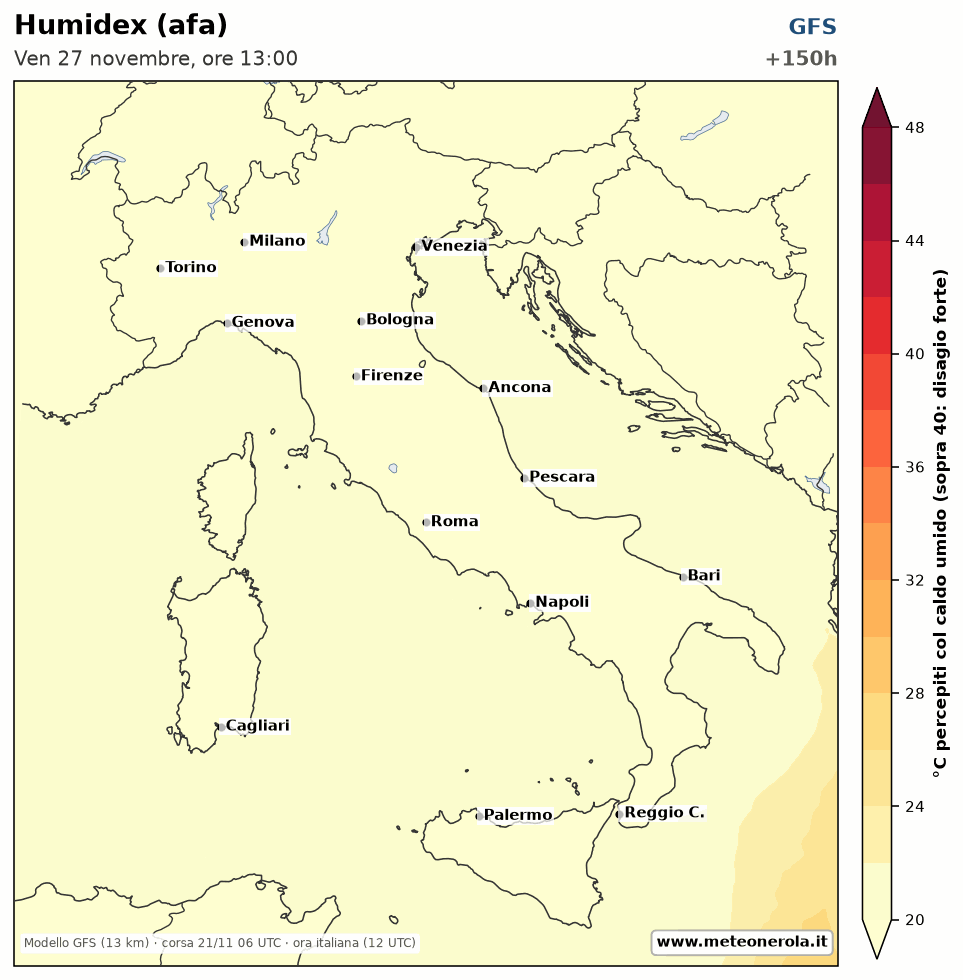 Humidex (afa)
GFS
Ven 27 novembre, ore 13:00
+150h
48
44
40
36
32
28
24
20
°C percepiti col caldo umido (sopra 40: disagio forte)
Milano
Venezia
Torino
Genova
Bologna
Firenze
Ancona
Pescara
Roma
Bari
Napoli
Cagliari
Palermo
Reggio C.
Modello GFS (13 km) · corsa 21/11 06 UTC · ora italiana (12 UTC)
www.meteonerola.it